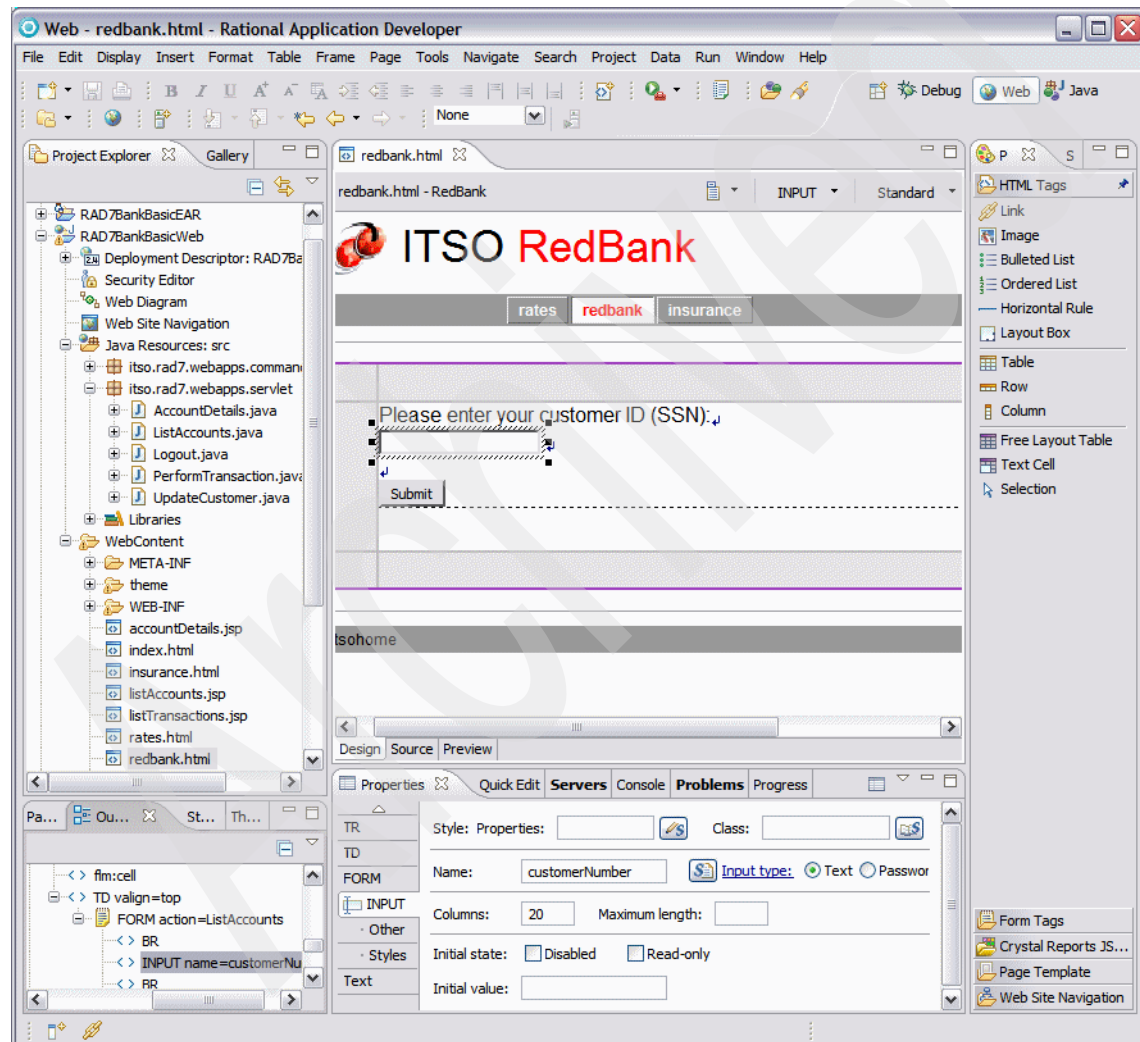 Web - redbank.html - Rational Application Developer
File Edit Display Insert Format Table Frame Page Tools Navigate Search Project Data Run Window Help
B I U A A
Debug Web Java
None
Project Explorer Gallery
RAD7BankBasicEAR
RAD7BankBasicWeb
Deployment Descriptor: RAD7Ba
Security Editor
Web Diagram
Web Site Navigation
Java Resources: src
itso.rad7.webapps.comman
itso.rad7.webapps.servlet
AccountDetails.java
ListAccounts.java
Logout.java
PerformTransaction.java
UpdateCustomer.java
Libraries
WebContent
META-INF
theme
WEB-INF
accountDetails.jsp
index.html
insurance.html
listAccounts.jsp
listTransactions.jsp
rates.html
redbank.html
Pa... Ou... St... Th...
flm:cell
TD valign=top
FORM action=ListAccounts
BR
INPUT name=customerNu
BR
redbank.html
redbank.html - RedBank INPUT Standard
ITSO RedBank
rates redbank insurance
Please enter your customer ID (SSN):
Submit
tsohome
Design Source Preview
Properties Quick Edit Servers Console Problems Progress
TR
TD
FORM
INPUT
Other
Styles
Text
Style: Properties: Class:
Name: customerNumber Input type: Text Passwor
Columns: 20 Maximum length:
Initial state: Disabled Read-only
Initial value:
P S
HTML Tags
Link
Image
Bulleted List
Ordered List
Horizontal Rule
Layout Box
Table
Row
Column
Free Layout Table
Text Cell
Selection
Form Tags
Crystal Reports JS...
Page Template
Web Site Navigation